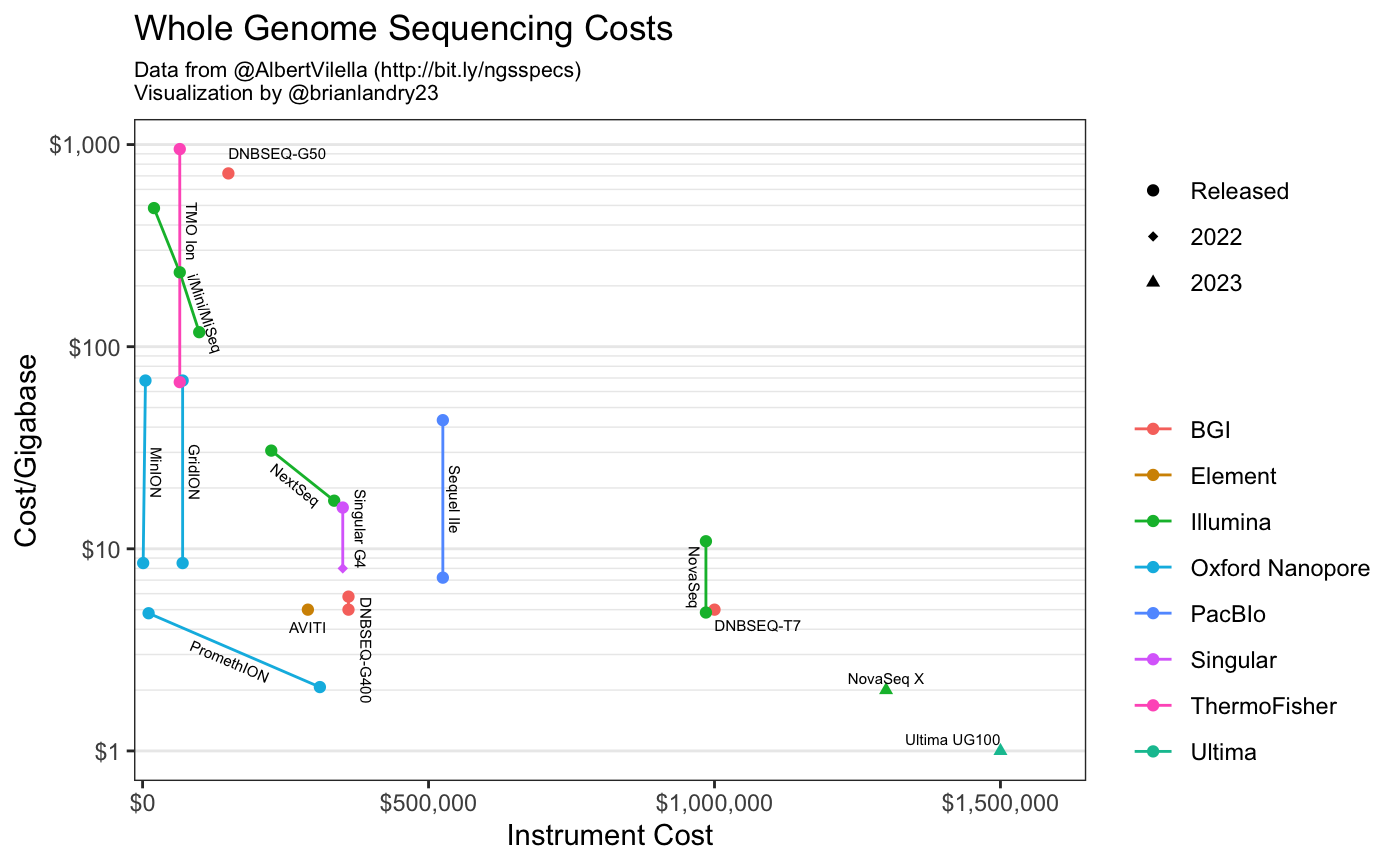 Whole Genome Sequencing Costs
Data from @AlbertVilella (http://bit.ly/ngsspecs)
Visualization by @brianlandry23
$1,000
$100
$10
$1
Cost/Gigabase
DNBSEQ-G50
TMO Ion
i/Mini/MiSeq
MinION
GridION
NextSeq
Singular G4
Sequel IIe
NovaSeq
AVITI
DNBSEQ-G400
DNBSEQ-T7
PromethION
NovaSeq X
Ultima UG100
$0
$500,000
$1,000,000
$1,500,000
Instrument Cost
Released
2022
2023
BGI
Element
Illumina
Oxford Nanopore
PacBIo
Singular
ThermoFisher
Ultima